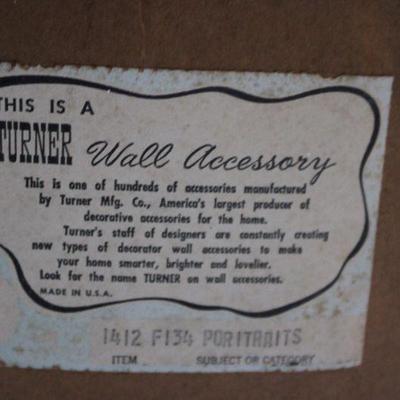 THIS IS A
TURNER Wall Accessory
This is one of hundreds of accessories manufactured
by Turner Mfg. Co., America's largest producer of
decorative accessories for the home.
Turner's staff of designers are constantly creating
new types of decorator wall accessories to make
your home smarter, brighter and lovelier.
Look for the name TURNER on wall accessories.
MADE IN U.S.A.
1412 F134 PORITRAITS
ITEM SUBJECT OR CATEGORY